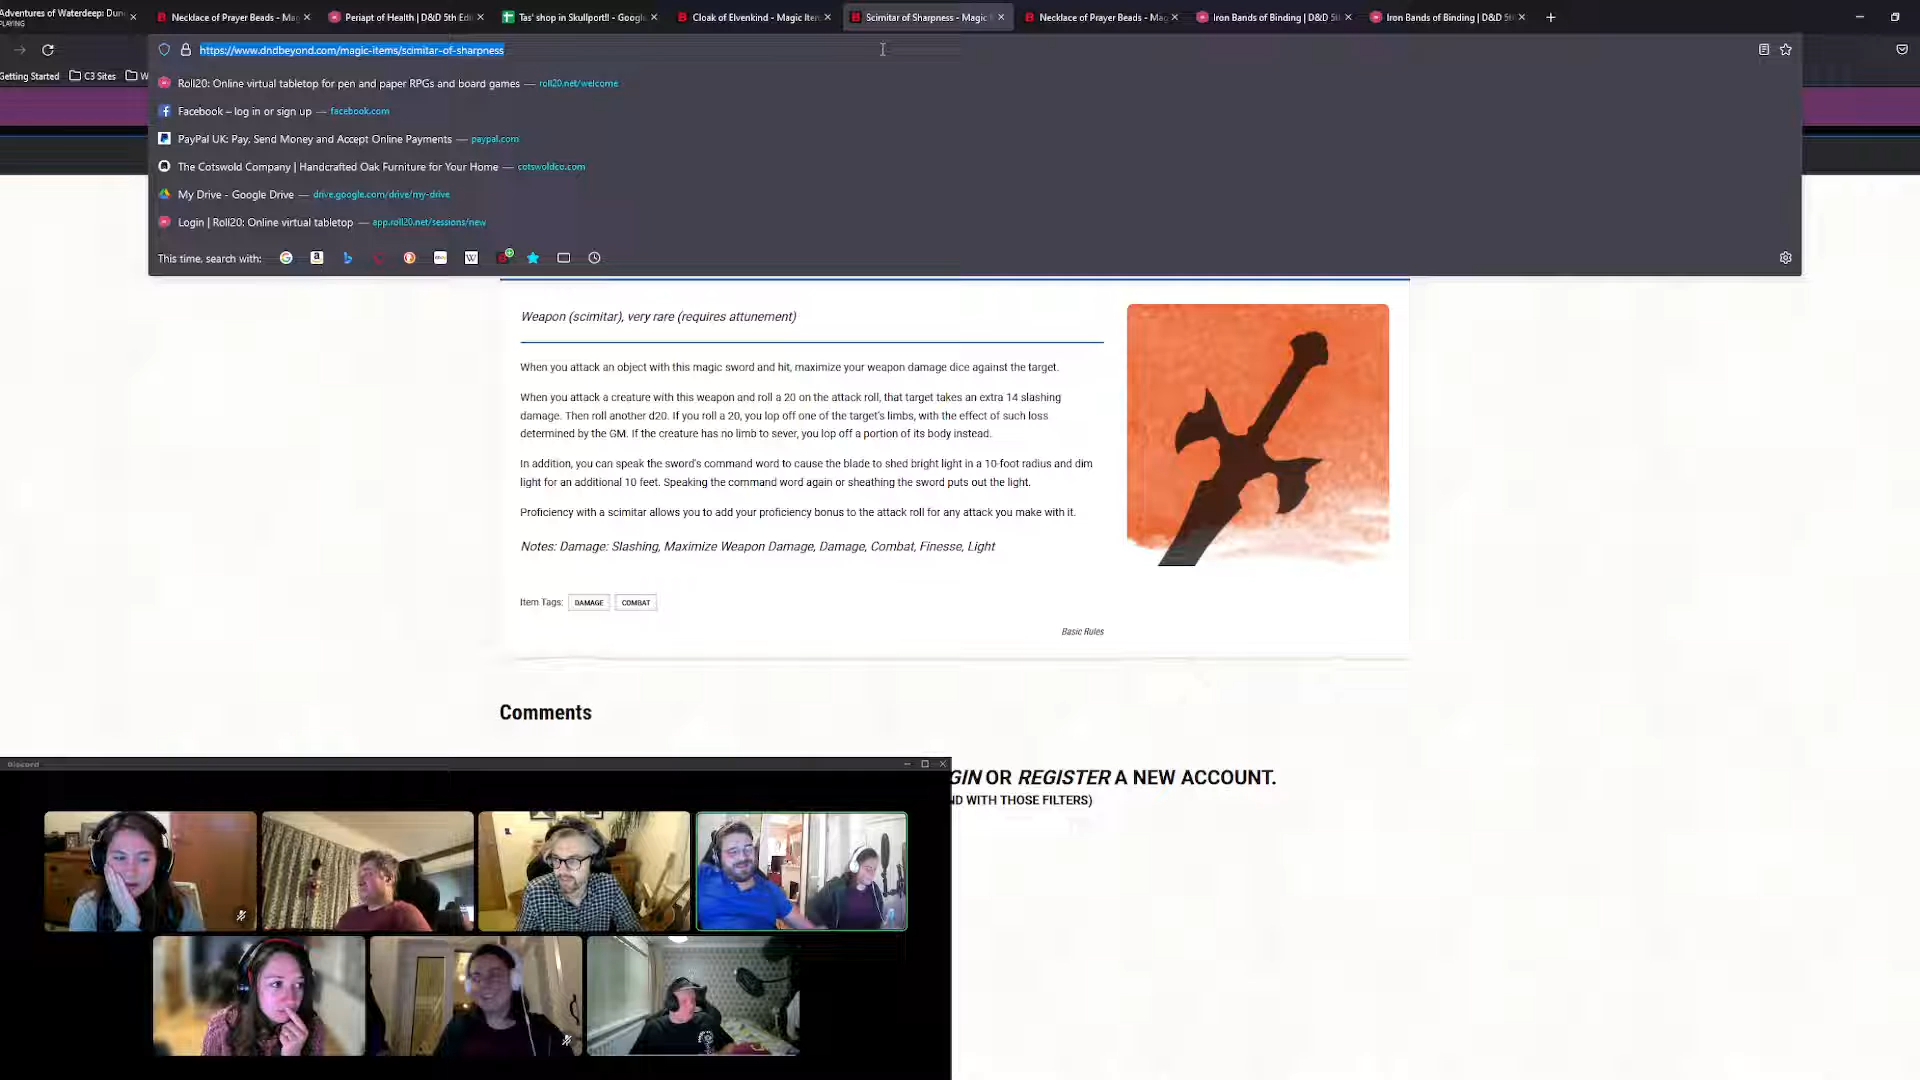 Adventures of Waterdeep: Dun
PLAYING
Necklace of Prayer Beads - Ma
Periapt of Health | D&D 5th Edi
Tas' shop in Skullport!! - Google
Cloak of Elvenkind - Magic Item
Scimitar of Sharpness - Magic
Necklace of Prayer Beads - Mag
Iron Bands of Binding | D&D 5t
Iron Bands of Binding | D&D 5t
https://www.dndbeyond.com/magic-items/scimitar-of-sharpness
Getting Started
C3 Sites
W
Roll20: Online virtual tabletop for pen and paper RPGs and board games — roll20.net/welcome
Facebook – log in or sign up — facebook.com
PayPal UK: Pay, Send Money and Accept Online Payments — paypal.com
The Cotswold Company | Handcrafted Oak Furniture for Your Home — cotswoldco.com
My Drive - Google Drive — drive.google.com/drive/my-drive
Login | Roll20: Online virtual tabletop — app.roll20.net/sessions/new
This time, search with:
Weapon (scimitar), very rare (requires attunement)
When you attack an object with this magic sword and hit, maximize your weapon damage dice against the target.
When you attack a creature with this weapon and roll a 20 on the attack roll, that target takes an extra 14 slashing
damage. Then roll another d20. If you roll a 20, you lop off one of the target's limbs, with the effect of such loss
determined by the GM. If the creature has no limb to sever, you lop off a portion of its body instead.
In addition, you can speak the sword's command word to cause the blade to shed bright light in a 10-foot radius and dim
light for an additional 10 feet. Speaking the command word again or sheathing the sword puts out the light.
Proficiency with a scimitar allows you to add your proficiency bonus to the attack roll for any attack you make with it.
Notes: Damage: Slashing, Maximize Weapon Damage, Damage, Combat, Finesse, Light
Item Tags: DAMAGE COMBAT
Basic Rules
Comments
Discord
GIN OR REGISTER A NEW ACCOUNT.
ND WITH THOSE FILTERS)